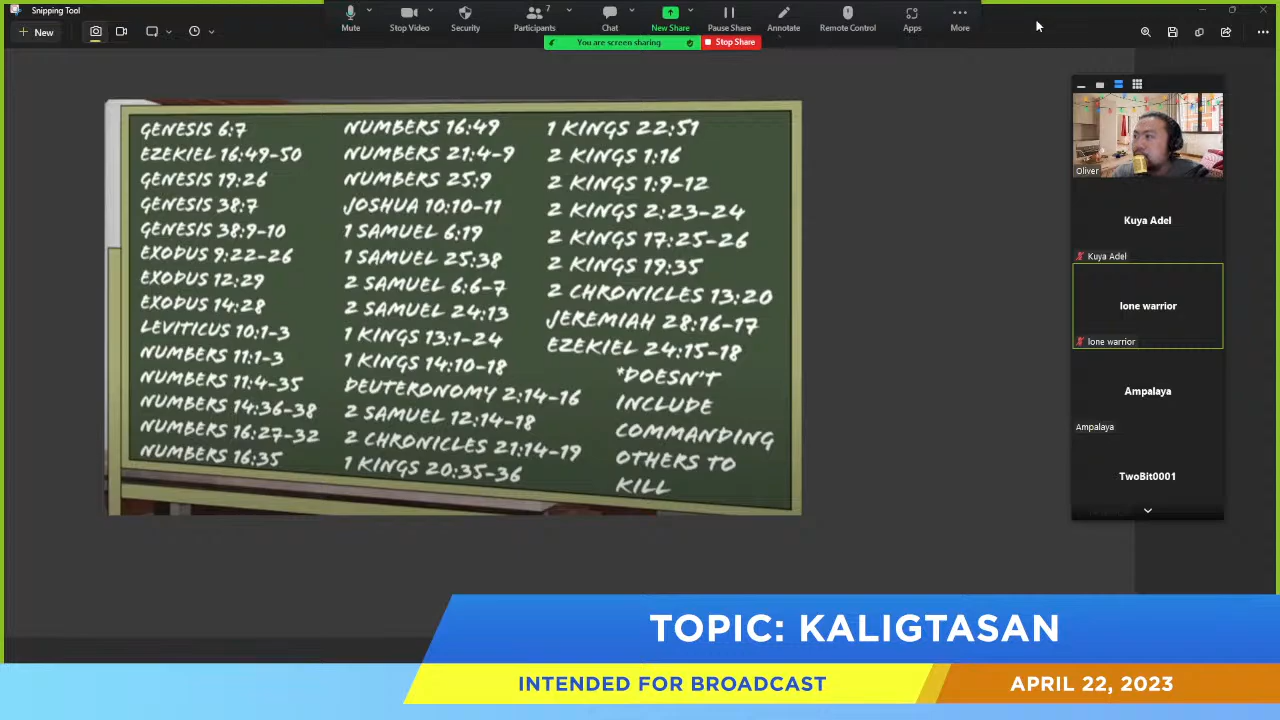 Snipping Tool
New
Mute
Stop Video
Security
Participants
7
Chat
New Share
Pause Share
Annotate
Remote Control
Apps
More
You are screen sharing
Stop Share
GENESIS 6:7
EZEKIEL 16:49-50
GENESIS 19:26
GENESIS 38:7
GENESIS 38:9-10
EXODUS 9:22-26
EXODUS 12:29
EXODUS 14:28
LEVITICUS 10:1-3
NUMBERS 11:1-3
NUMBERS 11:4-35
NUMBERS 14:36-38
NUMBERS 16:27-32
NUMBERS 16:35
NUMBERS 16:49
NUMBERS 21:4-9
NUMBERS 25:9
JOSHUA 10:10-11
1 SAMUEL 6:19
1 SAMUEL 25:38
2 SAMUEL 6:6-7
2 SAMUEL 24:13
1 KINGS 13:1-24
1 KINGS 14:10-18
DEUTERONOMY 2:14-16
2 SAMUEL 12:14-18
2 CHRONICLES 21:14-19
1 KINGS 20:35-36
1 KINGS 22:51
2 KINGS 1:16
2 KINGS 1:9-12
2 KINGS 2:23-24
2 KINGS 17:25-26
2 KINGS 19:35
2 CHRONICLES 13:20
JEREMIAH 28:16-17
EZEKIEL 24:15-18
*DOESN'T
INCLUDE
COMMANDING
OTHERS TO
KILL
Oliver
Kuya Adel
Kuya Adel
lone warrior
lone warrior
Ampalaya
Ampalaya
TwoBit0001
TOPIC: KALIGTASAN
INTENDED FOR BROADCAST
APRIL 22, 2023